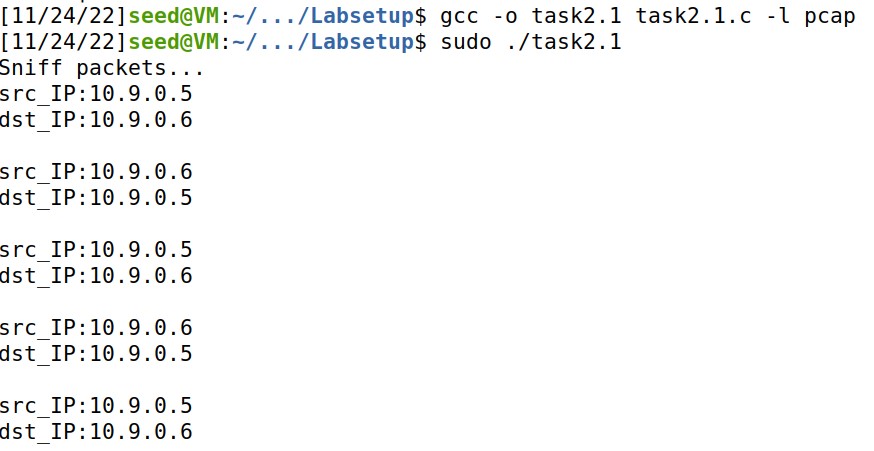 [11/24/22]seed@VM:~/.../Labsetup$ gcc -o task2.1 task2.1.c -l pcap
[11/24/22]seed@VM:~/.../Labsetup$ sudo ./task2.1
Sniff packets...
src_IP:10.9.0.5
dst_IP:10.9.0.6

src_IP:10.9.0.6
dst_IP:10.9.0.5

src_IP:10.9.0.5
dst_IP:10.9.0.6

src_IP:10.9.0.6
dst_IP:10.9.0.5

src_IP:10.9.0.5
dst_IP:10.9.0.6